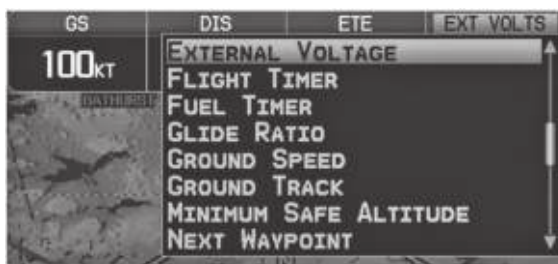 GS DIS ETE EXT VOLTS
100KT
EXTERNAL VOLTAGE
FLIGHT TIMER
BATHURST
FUEL TIMER
GLIDE RATIO
GROUND SPEED
GROUND TRACK
MINIMUM SAFE ALTITUDE
NEXT WAYPOINT